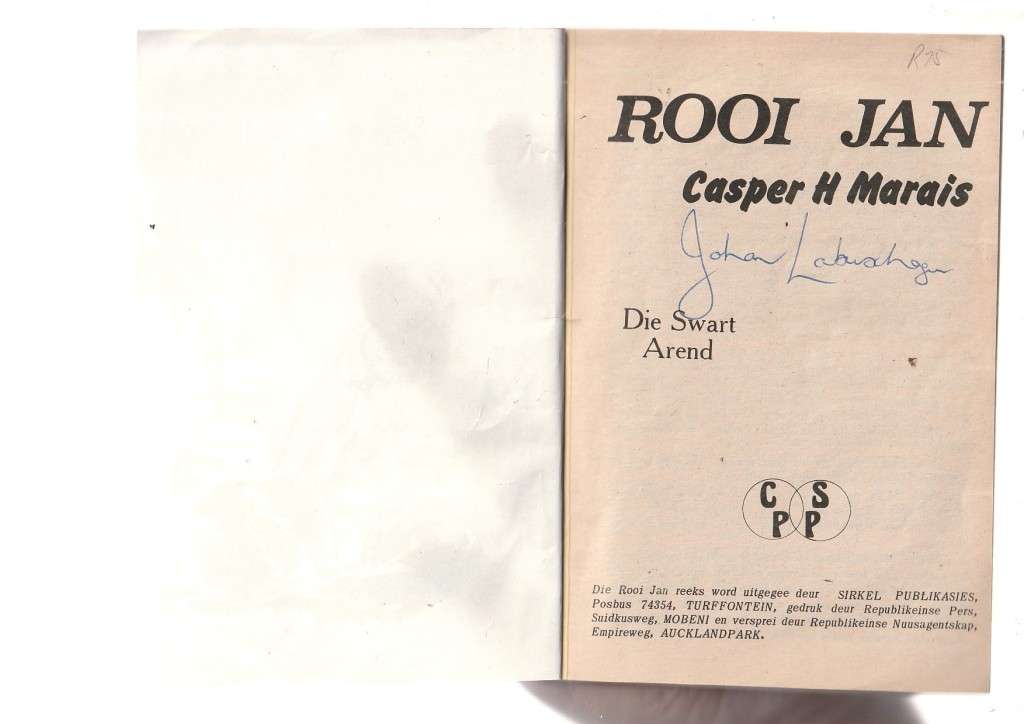 R75
ROOI JAN
Casper H Marais
Johan Labuschagne
Die Swart
Arend
C S
P P
Die Rooi Jan reeks word uitgegee deur SIRKEL PUBLIKASIES,
Posbus 74354, TURFFONTEIN, gedruk deur Republikeinse Pers,
Suidkusweg, MOBENI en versprei deur Republikeinse Nuusagentskap,
Empireweg, AUCKLANDPARK.